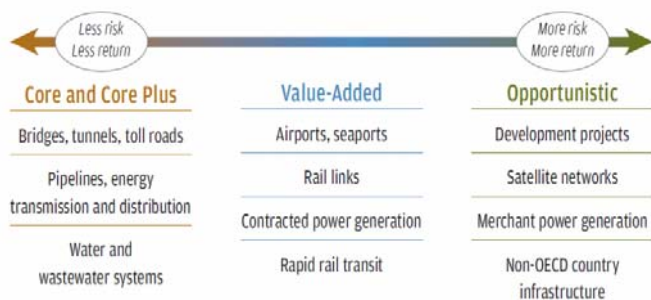 Less risk
Less return
More risk
More return
Core and Core Plus
Bridges, tunnels, toll roads
Pipelines, energy
transmission and distribution
Water and
wastewater systems
Value-Added
Airports, seaports
Rail links
Contracted power generation
Rapid rail transit
Opportunistic
Development projects
Satellite networks
Merchant power generation
Non-OECD country
infrastructure